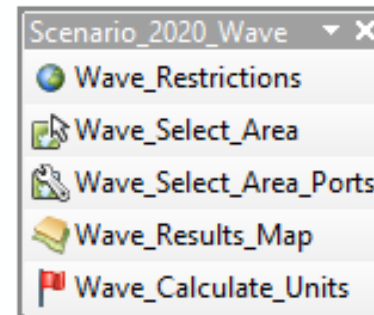 Scenario_2020_Wave
Wave_Restrictions
Wave_Select_Area
Wave_Select_Area_Ports
Wave_Results_Map
Wave_Calculate_Units